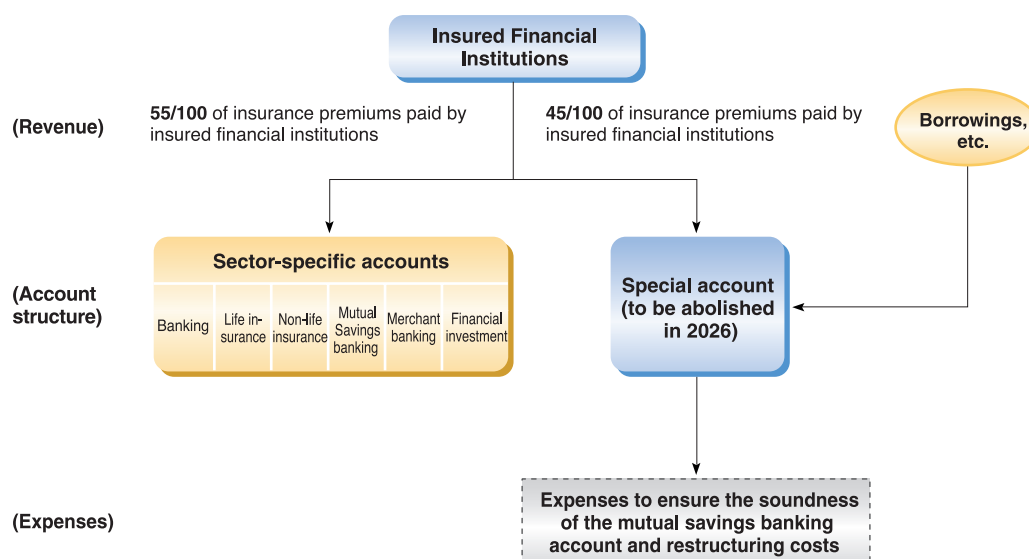 Insured Financial
Institutions
(Revenue)
55/100 of insurance premiums paid by
insured financial institutions
45/100 of insurance premiums paid by
insured financial institutions
Borrowings,
etc.
(Account
structure)
Sector-specific accounts
Banking
Life in-
surance
Non-life
insurance
Mutual
Savings
banking
Merchant
banking
Financial
investment
Special account
(to be abolished
in 2026)
(Expenses)
Expenses to ensure the soundness
of the mutual savings banking
account and restructuring costs